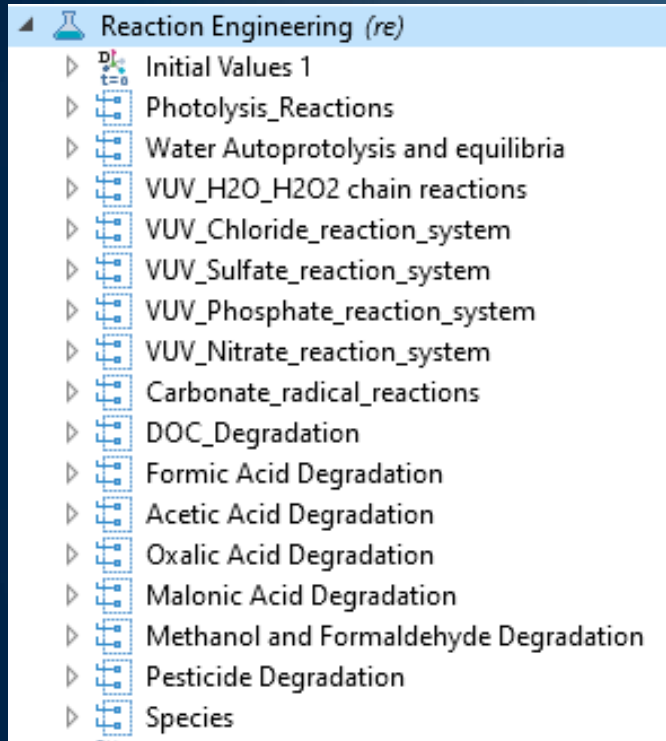 Reaction Engineering (re)
D
t=0
Initial Values 1
Photolysis_Reactions
Water Autoprotolysis and equilibria
VUV_H2O_H2O2 chain reactions
VUV_Chloride_reaction_system
VUV_Sulfate_reaction_system
VUV_Phosphate_reaction_system
VUV_Nitrate_reaction_system
Carbonate_radical_reactions
DOC_Degradation
Formic Acid Degradation
Acetic Acid Degradation
Oxalic Acid Degradation
Malonic Acid Degradation
Methanol and Formaldehyde Degradation
Pesticide Degradation
Species